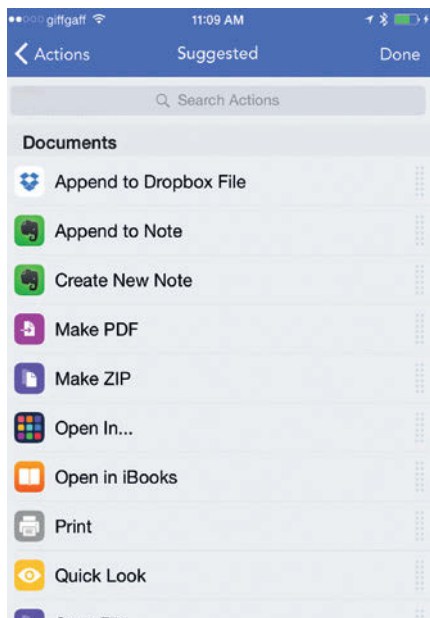 giffgaff 11:09 AM
Actions Suggested Done
Search Actions
Documents
Append to Dropbox File
Append to Note
Create New Note
Make PDF
Make ZIP
Open In...
Open in iBooks
Print
Quick Look